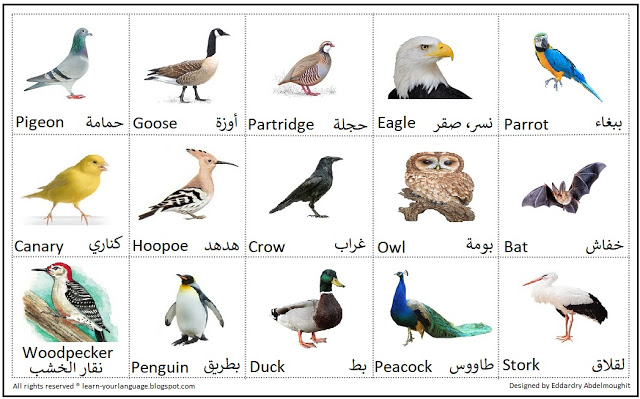 Pigeon حمامة
Goose أوزة
Partridge حجلة
Eagle نسر، صقر
Parrot ببغاء
Canary كناري
Hoopoe هدهد
Crow غراب
Owl بومة
Bat خفاش
Woodpecker
نقار الخشب
Penguin بطريق
Duck بط
Peacock طاووس
Stork لقلاق
All rights reserved ® learn-yourlanguage.blogspot.com
Designed by Eddardry Abdelmoughit